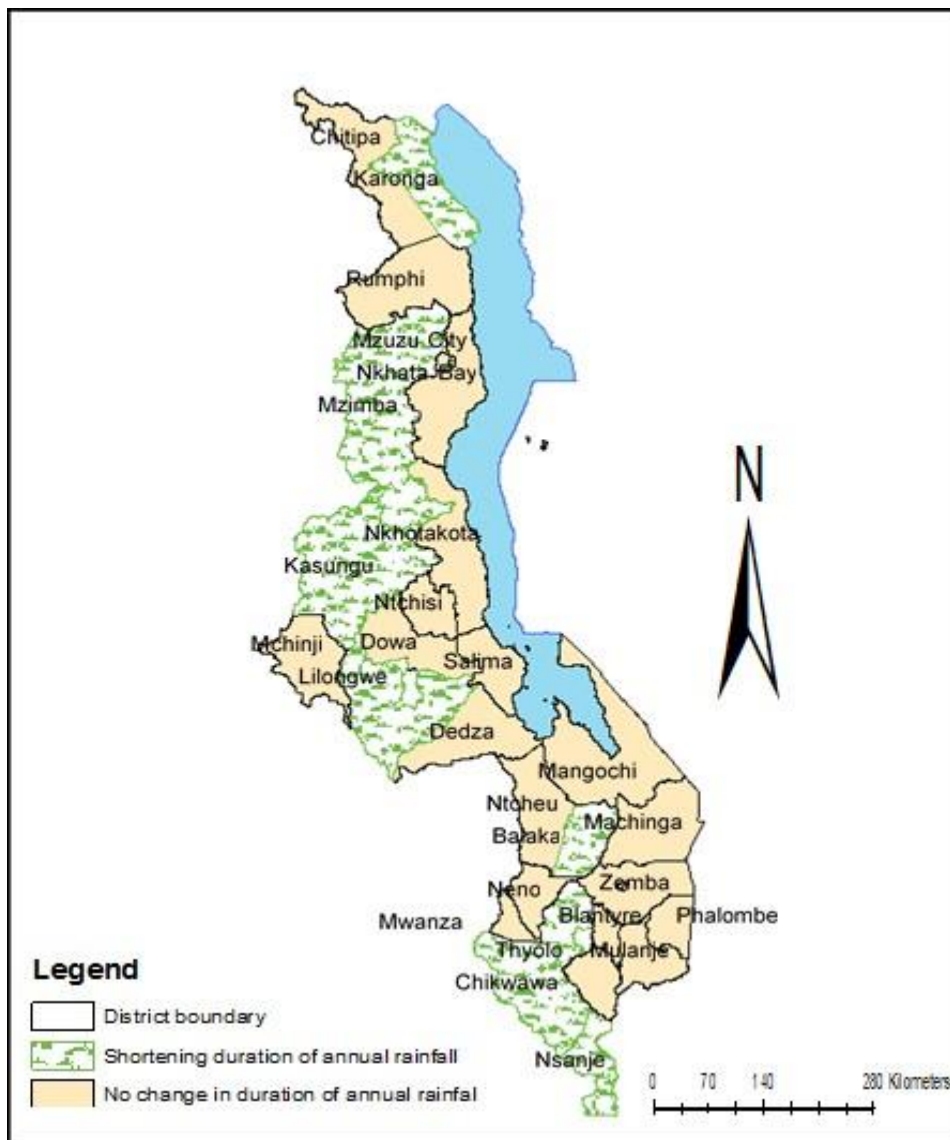 Chitipa
Karonga
Rumphi
Mzuzu City
Nkhata Bay
Mzimba
N
Nkhotakota
Kasungu
Ntchisi
Mchinji
Dowa
Salima
Lilongwe
Dedza
Mangochi
Ntcheu
Balaka
Machinga
Neno
Zomba
Mwanza
Blantyre
Phalombe
Thyolo
Mulanje
Chikwawa
Nsanje
Legend
District boundary
Shortening duration of annual rainfall
No change in duration of annual rainfal
0 70 140 280 Kilometers